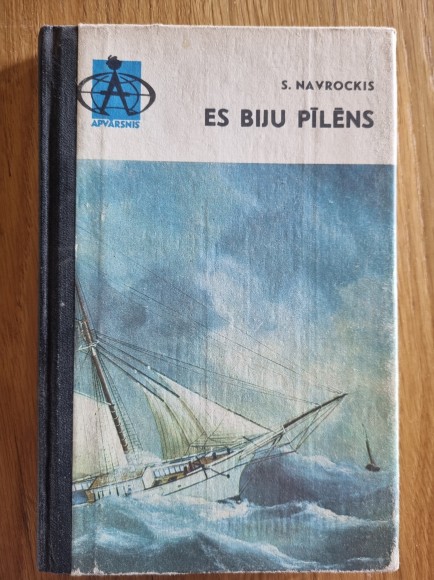 APVĀRSNIS
S. NAVROCKIS
ES BIJU PĪLĒNS